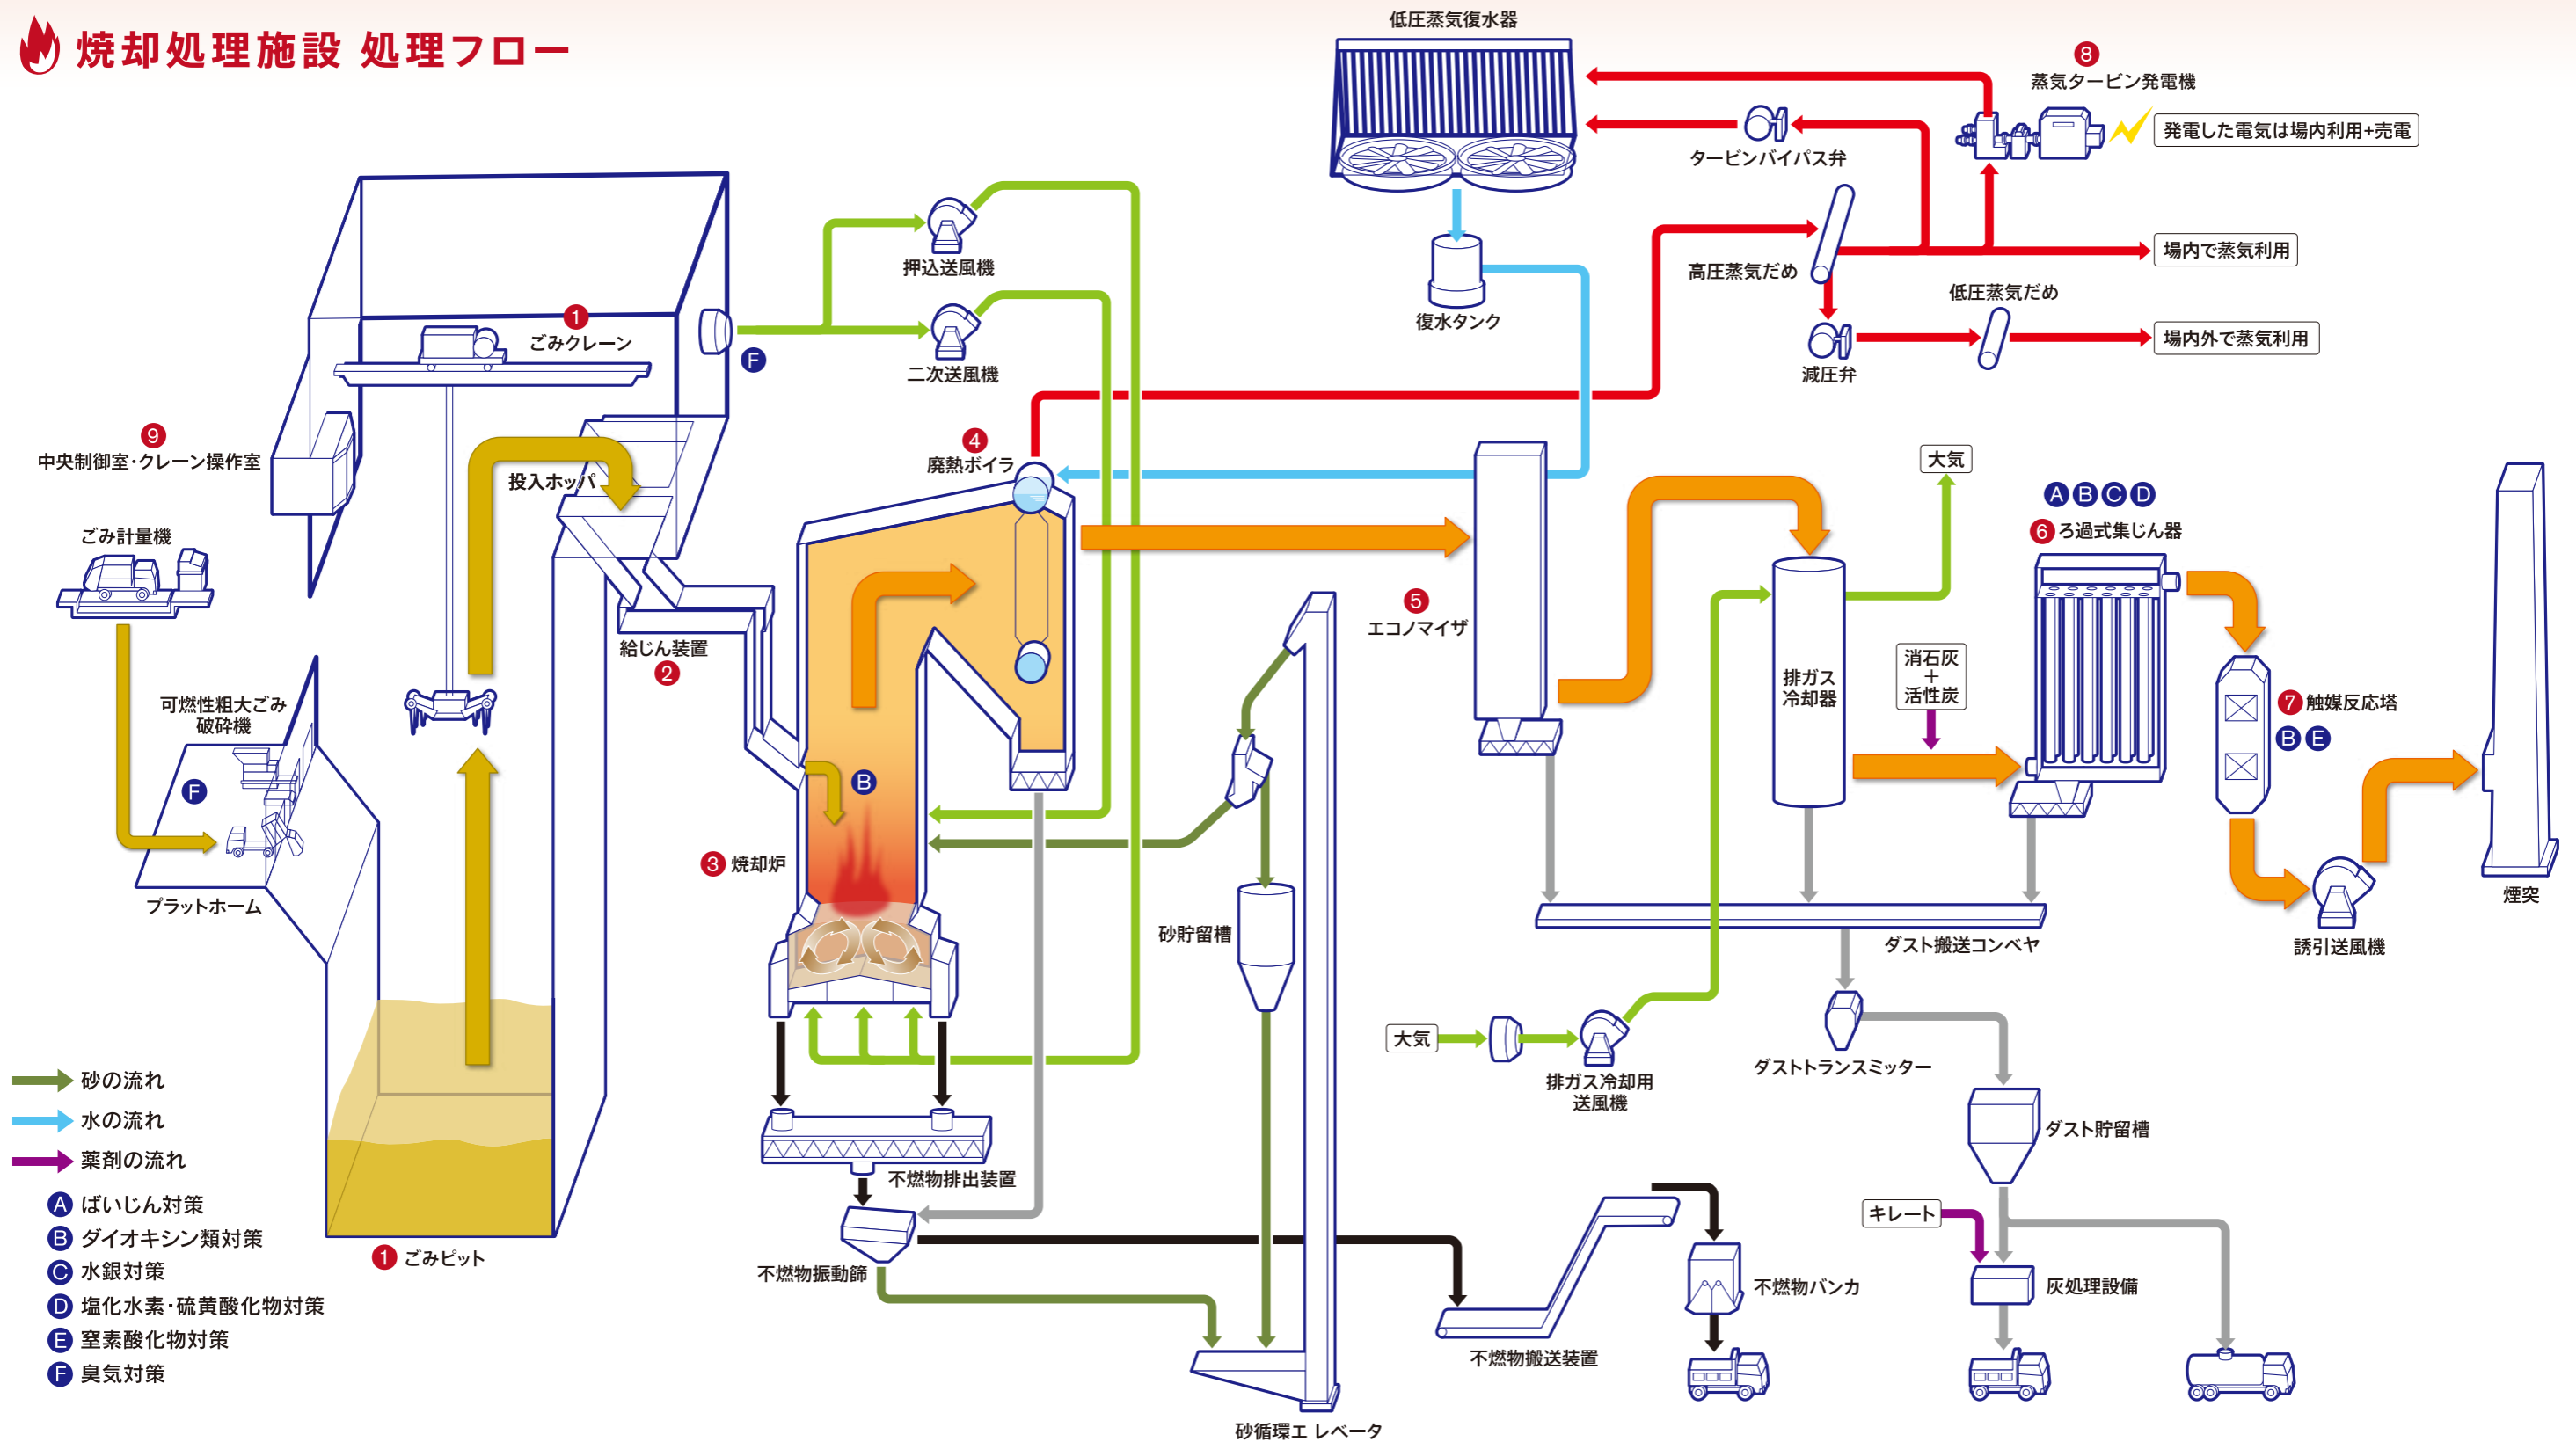 焼却処理施設 処理フロー
低圧蒸気復水器
8
蒸気タービン発電機
発電した電気は場内利用+売電
タービンバイパス弁
押込送風機
高圧蒸気だめ
場内で蒸気利用
低圧蒸気だめ
復水タンク
場内外で蒸気利用
1
ごみクレーン
F
二次送風機
減圧弁
9
中央制御室・クレーン操作室
投入ホッパ
4
廃熱ボイラ
大気
A B C D
6 ろ過式集じん器
ごみ計量機
5
エコノマイザ
給じん装置
2
排ガス
冷却器
消石灰
+
活性炭
可燃性粗大ごみ
破砕機
F
7 触媒反応塔
B E
B
3 焼却炉
プラットホーム
煙突
砂貯留槽
ダスト搬送コンベヤ
誘引送風機
大気
排ガス冷却用
送風機
ダストトランスミッター
ダスト貯留槽
不燃物排出装置
キレート
不燃物振動篩
不燃物バンカ
灰処理設備
不燃物搬送装置
砂循環エレベータ
1 ごみピット
砂の流れ
水の流れ
薬剤の流れ
A ばいじん対策
B ダイオキシン類対策
C 水銀対策
D 塩化水素・硫黄酸化物対策
E 窒素酸化物対策
F 臭気対策